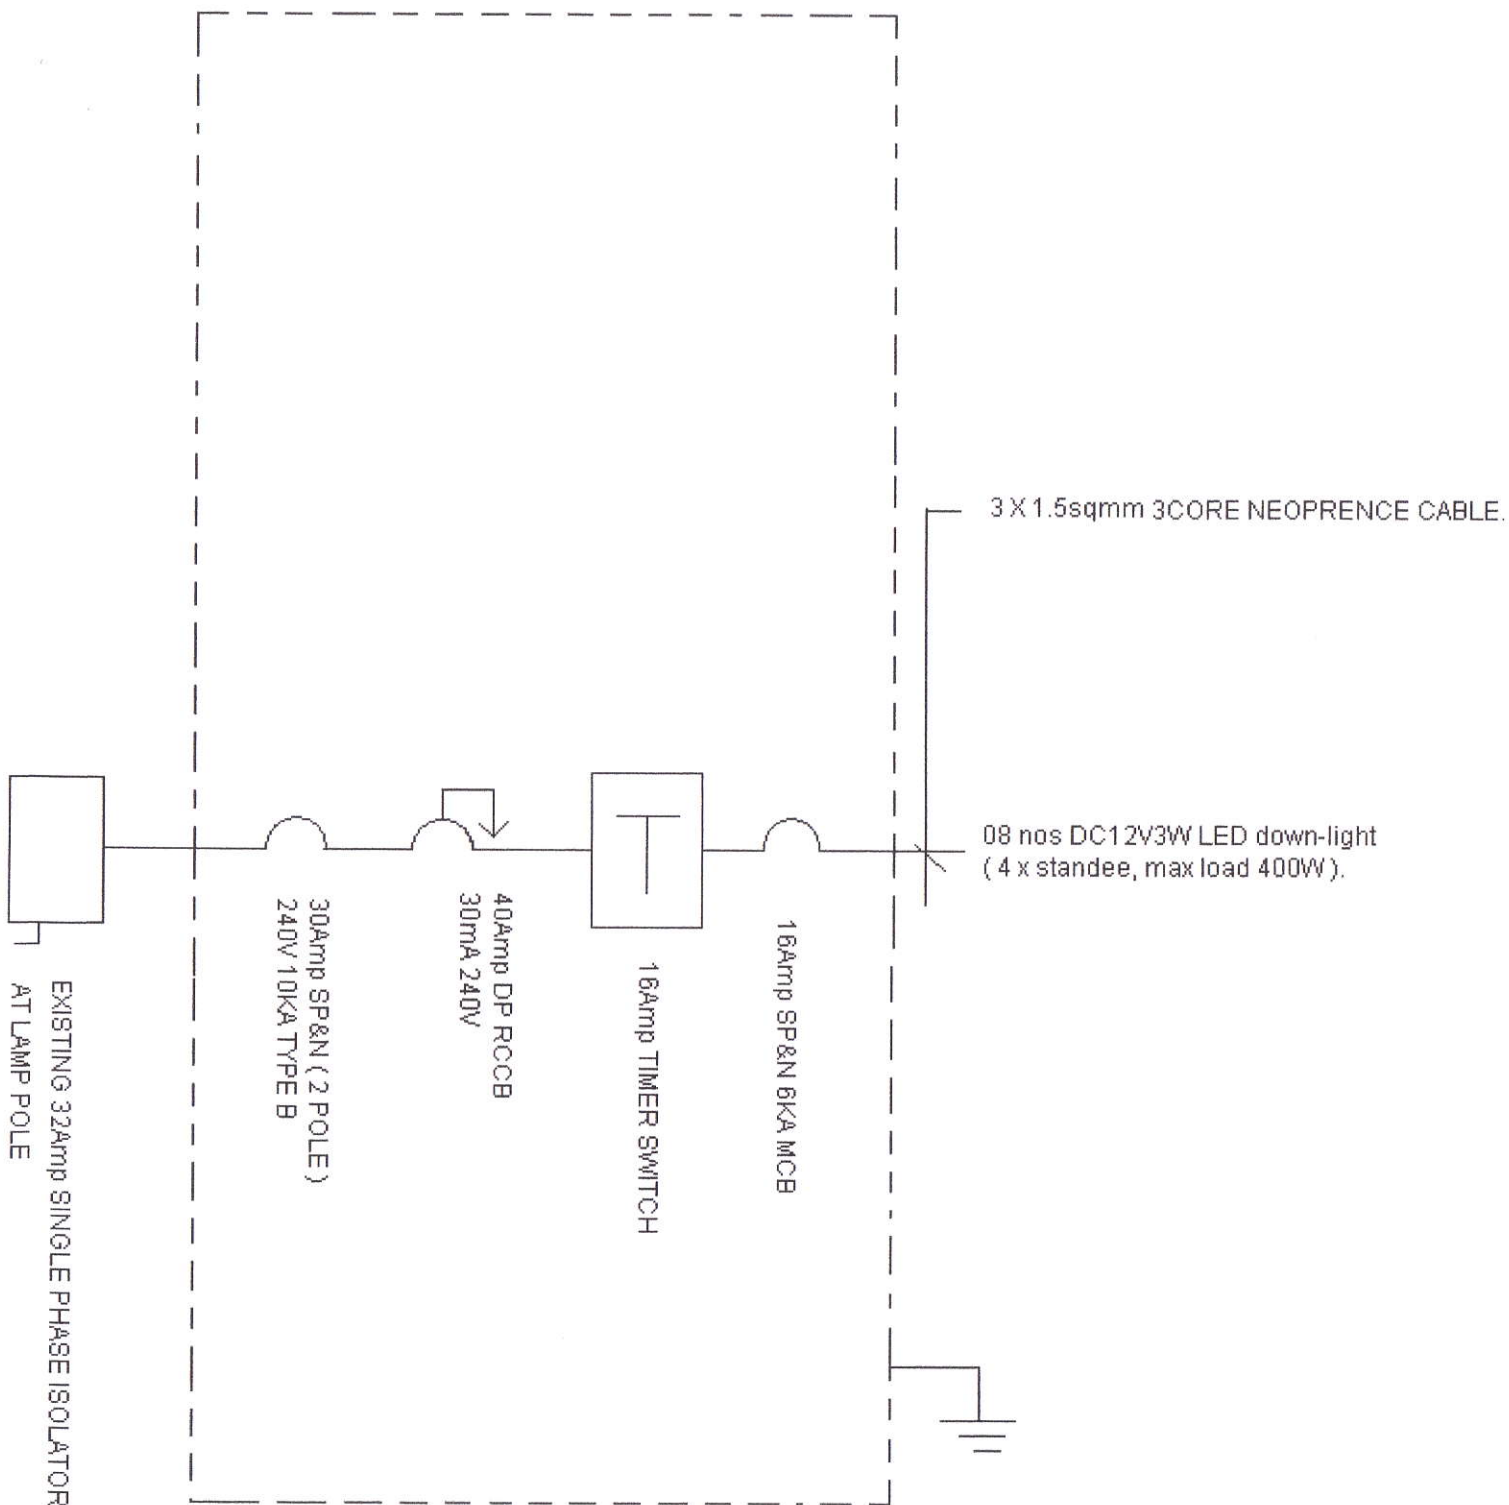 3 X 1.5sqmm 3CORE NEOPRENCE CABLE.
08 nos DC12V3W LED down-light
( 4 x standee, max load 400W ).
16Amp SP&N 6KA MCB
16Amp TIMER SWITCH
40Amp DP RCCB
30mA 240V
30Amp SP&N ( 2 POLE )
240V 10KA TYPE B
EXISTING 32Amp SINGLE PHASE ISOLATOR
AT LAMP POLE
T